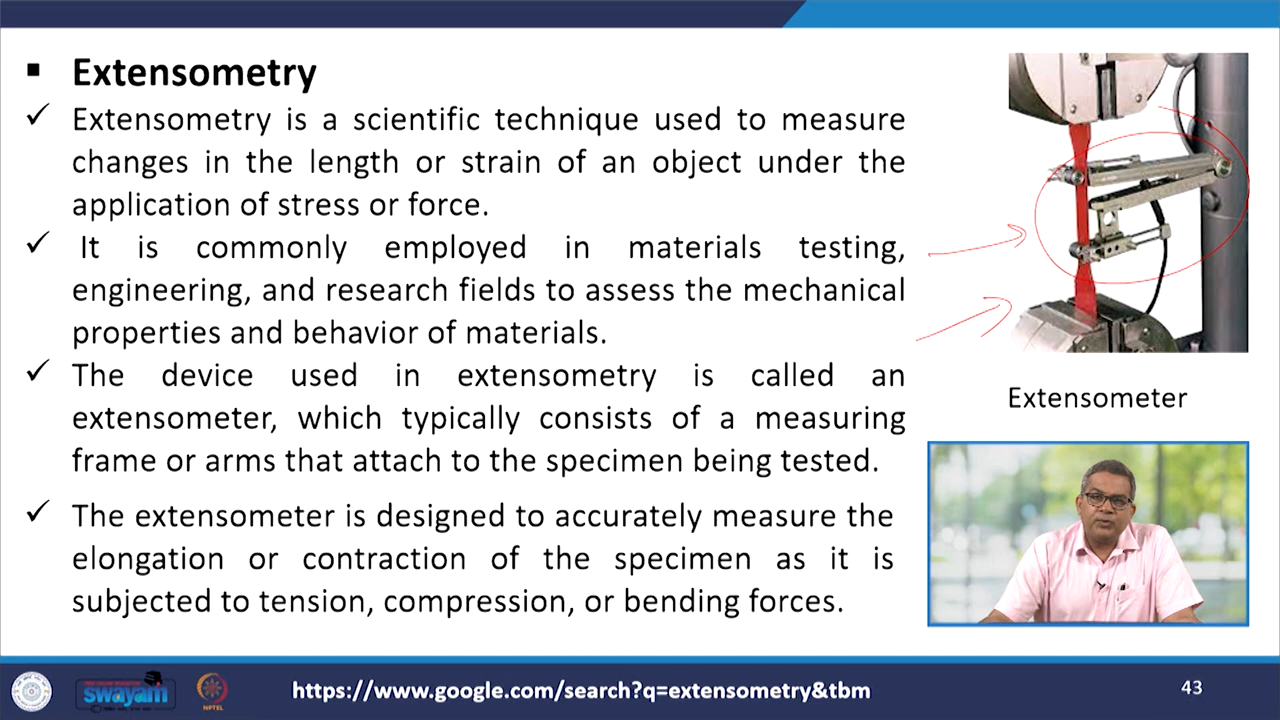 Extensometry
Extensometry is a scientific technique used to measure
changes in the length or strain of an object under the
application of stress or force.
It is commonly employed in materials testing,
engineering, and research fields to assess the mechanical
properties and behavior of materials.
The device used in extensometry is called an
extensometer, which typically consists of a measuring
frame or arms that attach to the specimen being tested.
The extensometer is designed to accurately measure the
elongation or contraction of the specimen as it is
subjected to tension, compression, or bending forces.
Extensometer
swayam
NPTEL
https://www.google.com/search?q=extensometry&tbm
43